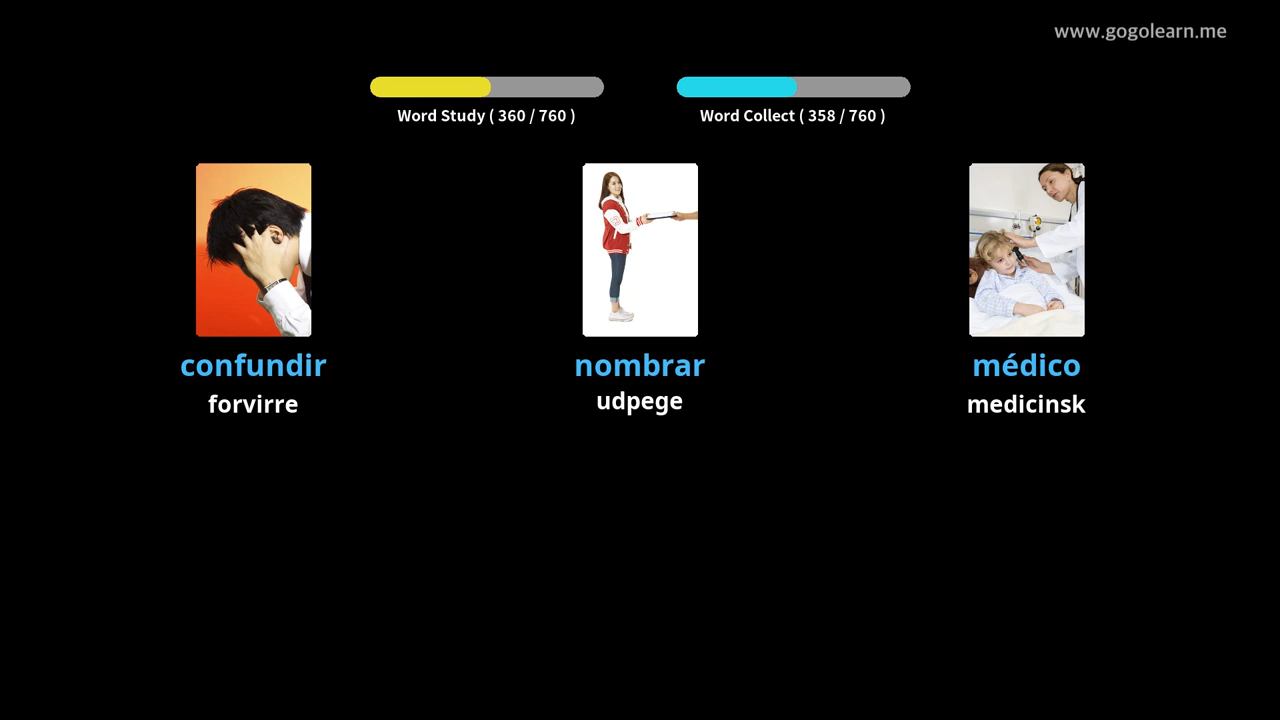 www.gogolearn.me
Word Study ( 360 / 760 )
Word Collect ( 358 / 760 )
confundir
forvirre
nombrar
udpege
médico
medicinsk